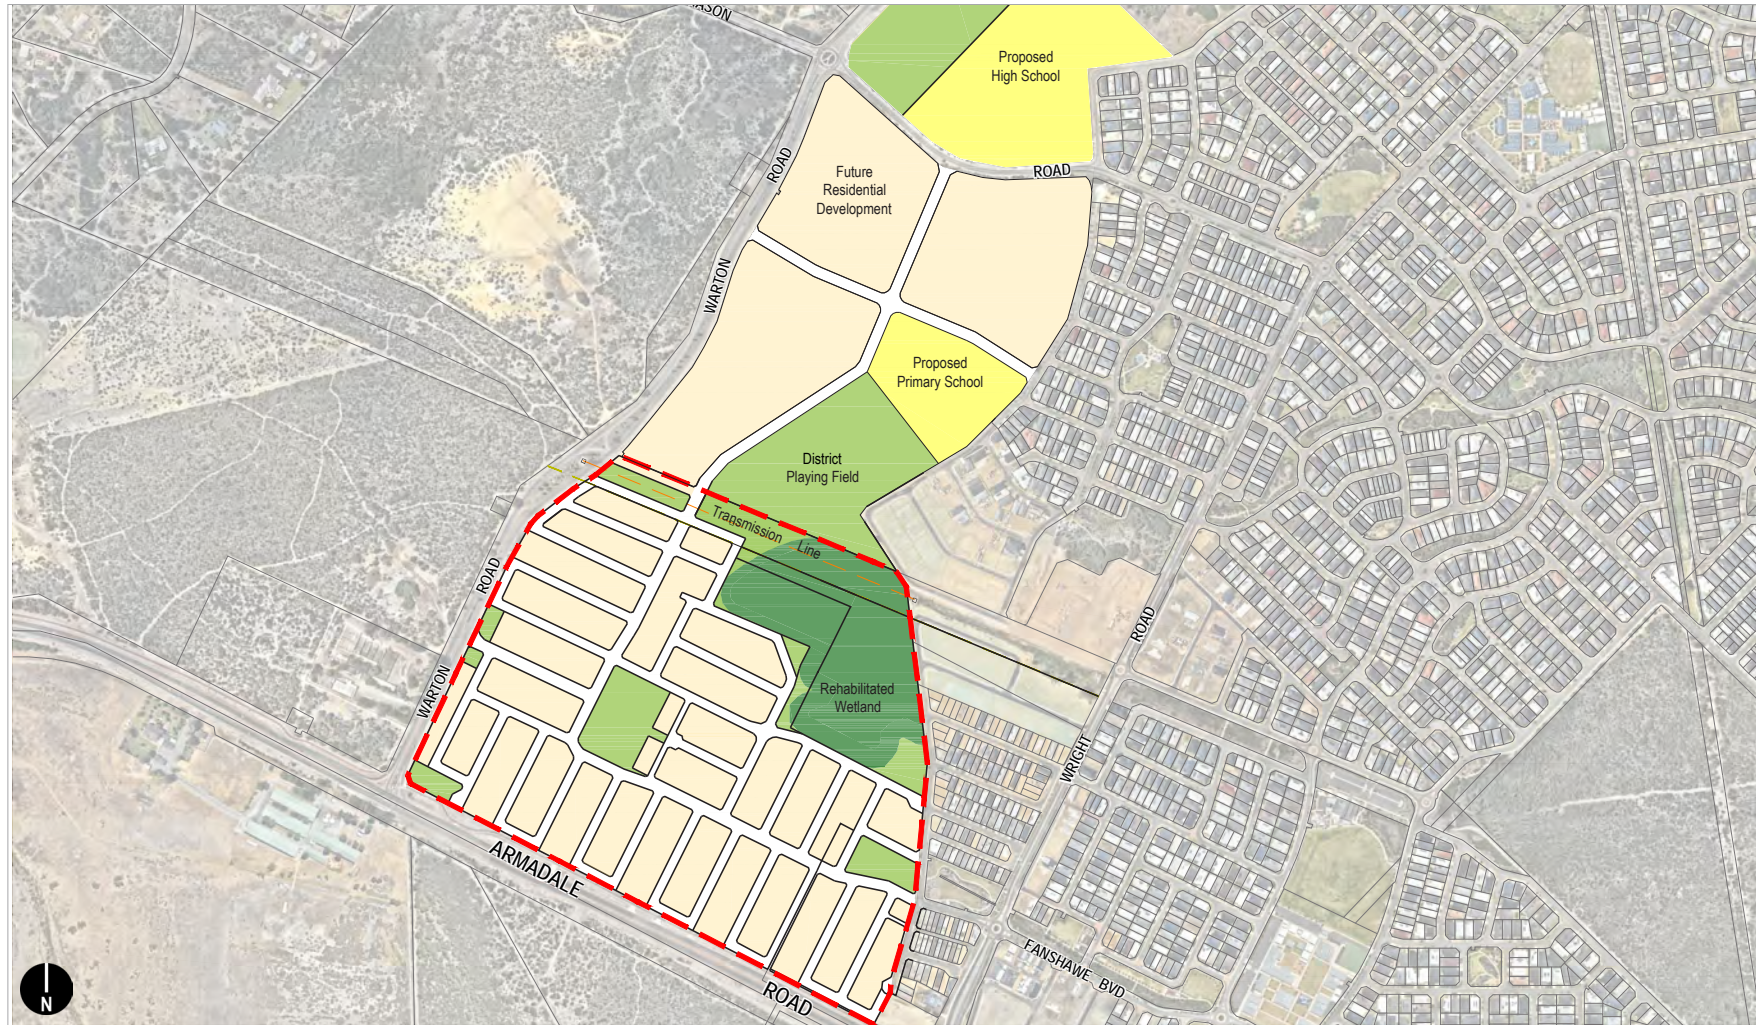 Proposed
High School
ROAD
ROAD
Future
Residential
Development
WARTON
Proposed
Primary School
District
Playing Field
Transmission
Line
ROAD
ROAD
WARTON
Rehabilitated
Wetland
WRIGHT
ARMADALE
FANSHAWE BVD
ROAD
N